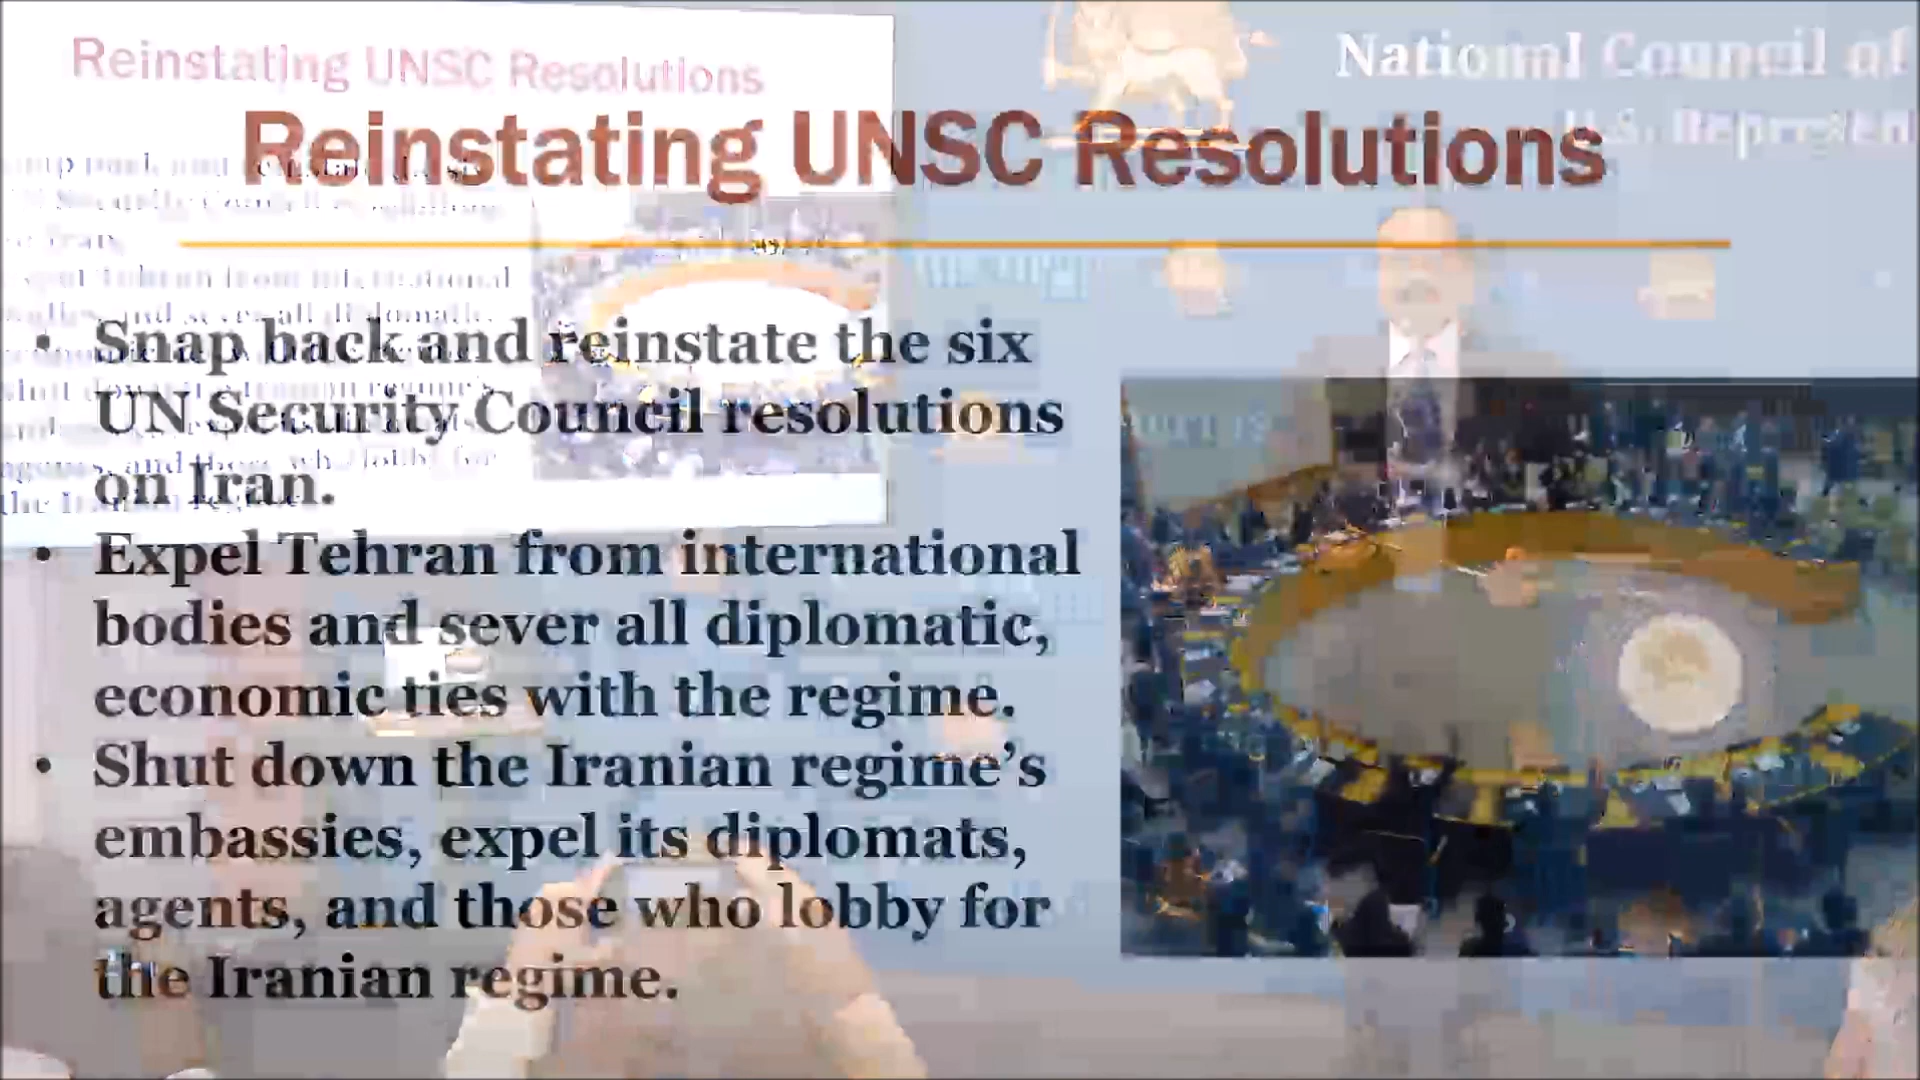 Reinstating UNSC Resolutions
National Council of
U.S. Represen
Reinstating UNSC Resolutions
• Snap back and reinstate the six
UN Security Council resolutions
on Iran.
• Expel Tehran from international
bodies and sever all diplomatic,
economic ties with the regime.
• Shut down the Iranian regime’s
embassies, expel its diplomats,
agents, and those who lobby for
the Iranian regime.